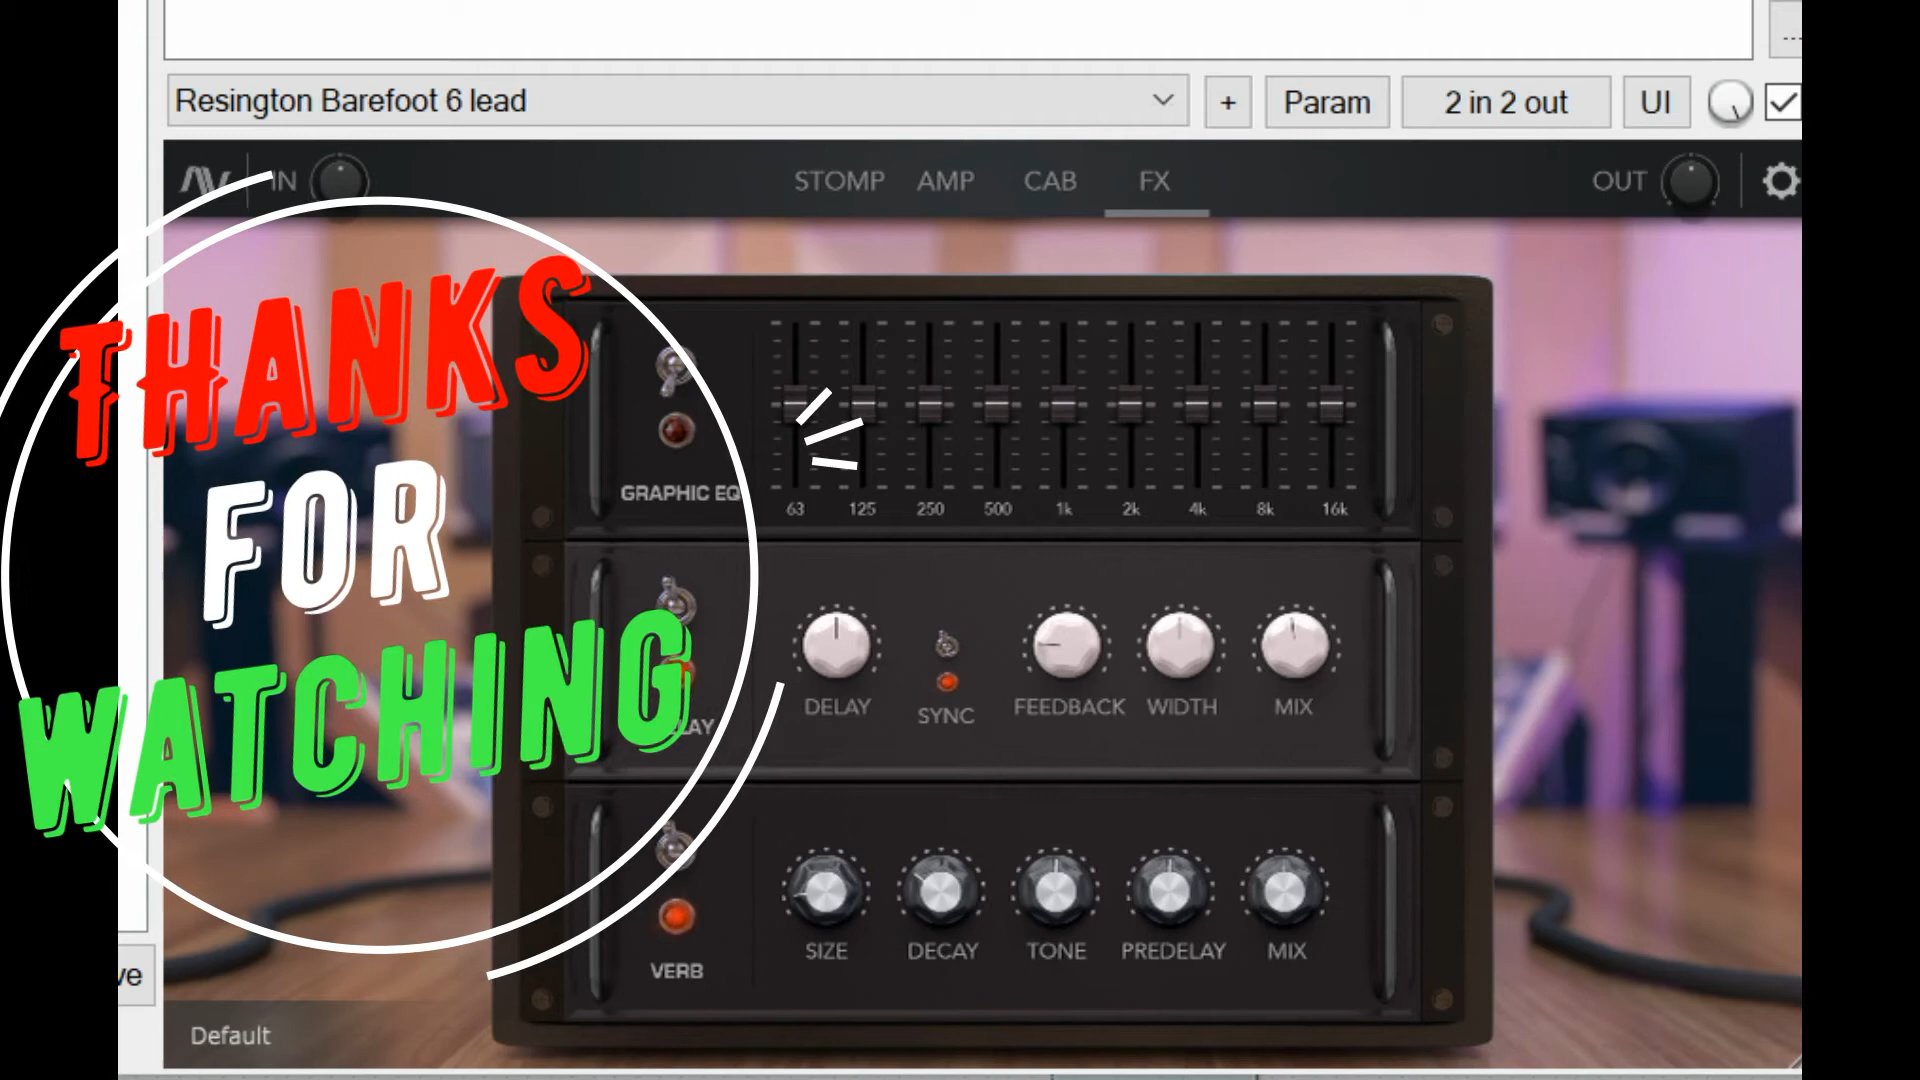 ...
Resington Barefoot 6 lead
+
Param
2 in 2 out
UI
IN
STOMP
AMP
CAB
FX
OUT
THANKS
FOR
WATCHING
GRAPHIC EQ
63 125 250 500 1k 2k 4k 8k 16k
DELAY
SYNC
FEEDBACK
WIDTH
MIX
LAY
VERB
SIZE
DECAY
TONE
PREDELAY
MIX
ve
Default